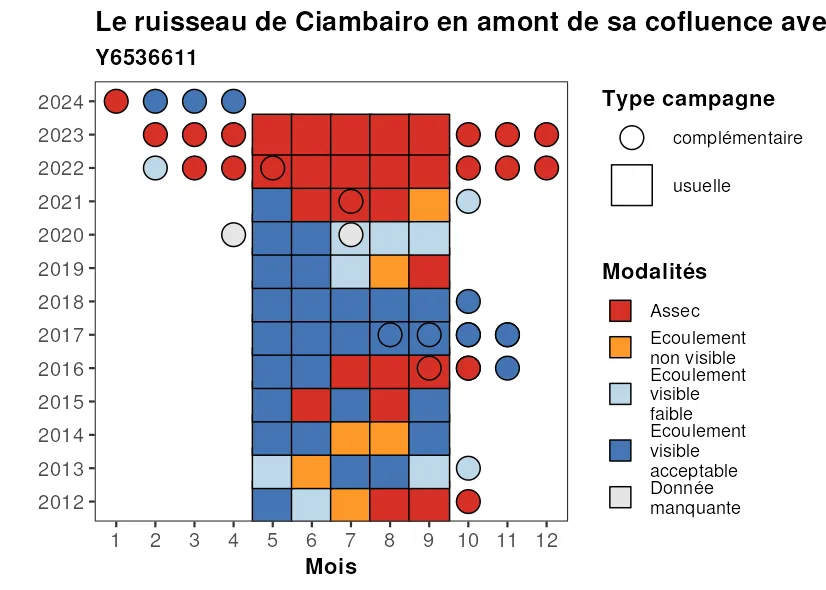 Le ruisseau de Ciambairo en amont de sa cofluence ave
Y6536611
2024
2023
2022
2021
2020
2019
2018
2017
2016
2015
2014
2013
2012
1 2 3 4 5 6 7 8 9 10 11 12
Mois
Type campagne
complémentaire
usuelle
Modalités
Assec
Ecoulement
non visible
Ecoulement
visible
faible
Ecoulement
visible
acceptable
Donnée
manquante